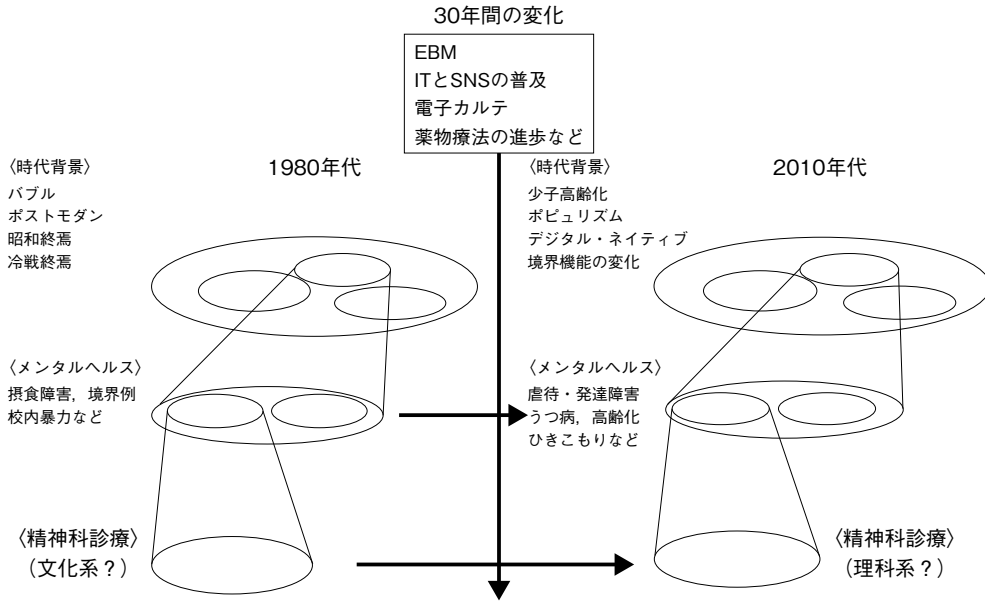 30年間の変化
EBM
ITとSNSの普及
電子カルテ
薬物療法の進歩など
1980年代
〈時代背景〉
バブル
ポストモダン
昭和終焉
冷戦終焉
〈メンタルヘルス〉
摂食障害，境界例
校内暴力など
〈精神科診療〉
（文化系？）
2010年代
〈時代背景〉
少子高齢化
ポピュリズム
デジタル・ネイティブ
境界機能の変化
〈メンタルヘルス〉
虐待・発達障害
うつ病，高齢化
ひきこもりなど
〈精神科診療〉
（理科系？）